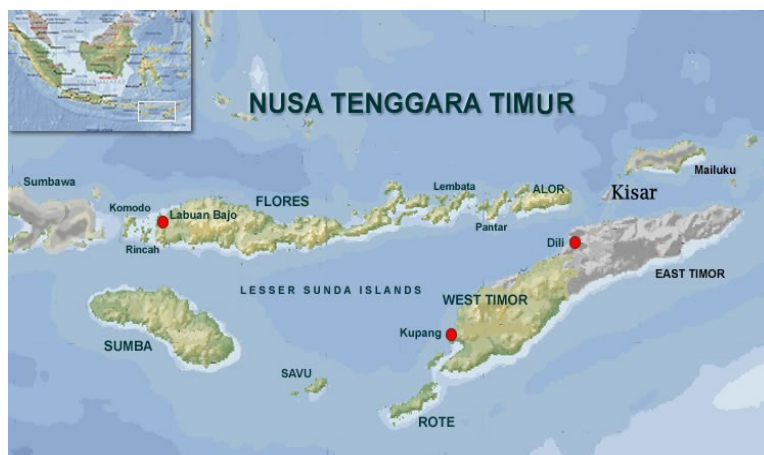 NUSA TENGGARA TIMUR
Sumbawa
Komodo
Labuan Bajo
Rincah
FLORES
Lembata
ALOR
Pantar
Kisar
Mailuku
Dili
EAST TIMOR
LESSER SUNDA ISLANDS
WEST TIMOR
Kupang
SUMBA
SAVU
ROTE